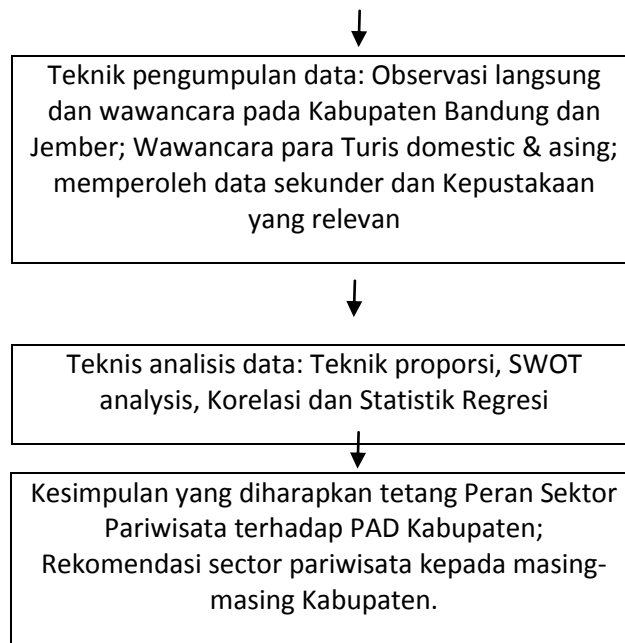 Teknik pengumpulan data: Observasi langsung
dan wawancara pada Kabupaten Bandung dan
Jember; Wawancara para Turis domestic & asing;
memperoleh data sekunder dan Kepustakaan
yang relevan
Teknis analisis data: Teknik proporsi, SWOT
analysis, Korelasi dan Statistik Regresi
Kesimpulan yang diharapkan tetang Peran Sektor
Pariwisata terhadap PAD Kabupaten;
Rekomendasi sector pariwisata kepada masing-
masing Kabupaten.